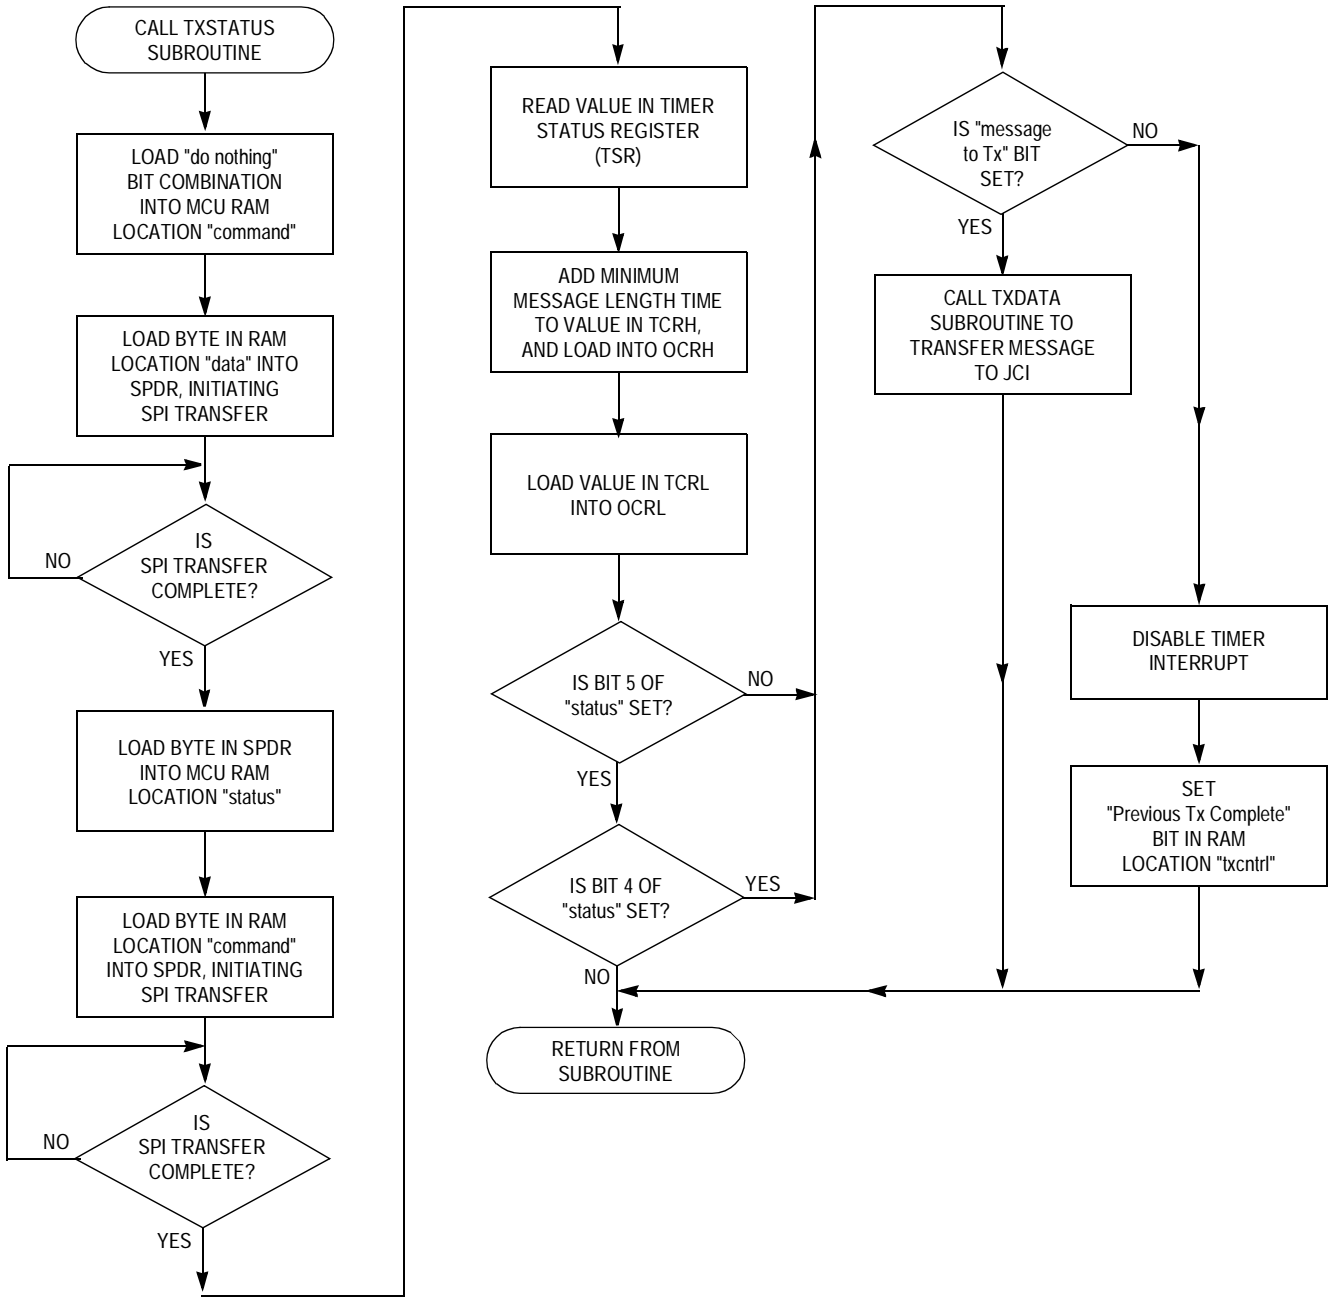 CALL TXSTATUS
SUBROUTINE
LOAD "do nothing"
BIT COMBINATION
INTO MCU RAM
LOCATION "command"
LOAD BYTE IN RAM
LOCATION "data" INTO
SPDR, INITIATING
SPI TRANSFER
IS
SPI TRANSFER
COMPLETE?
NO
YES
LOAD BYTE IN SPDR
INTO MCU RAM
LOCATION "status"
LOAD BYTE IN RAM
LOCATION "command"
INTO SPDR, INITIATING
SPI TRANSFER
IS
SPI TRANSFER
COMPLETE?
NO
YES
READ VALUE IN TIMER
STATUS REGISTER
(TSR)
ADD MINIMUM
MESSAGE LENGTH TIME
TO VALUE IN TCRH,
AND LOAD INTO OCRH
LOAD VALUE IN TCRL
INTO OCRL
IS BIT 5 OF
"status" SET?
NO
YES
IS BIT 4 OF
"status" SET?
YES
NO
RETURN FROM
SUBROUTINE
IS "message
to Tx" BIT
SET?
NO
YES
CALL TXDATA
SUBROUTINE TO
TRANSFER MESSAGE
TO JCI
DISABLE TIMER
INTERRUPT
SET
"Previous Tx Complete"
BIT IN RAM
LOCATION "txcntrl"